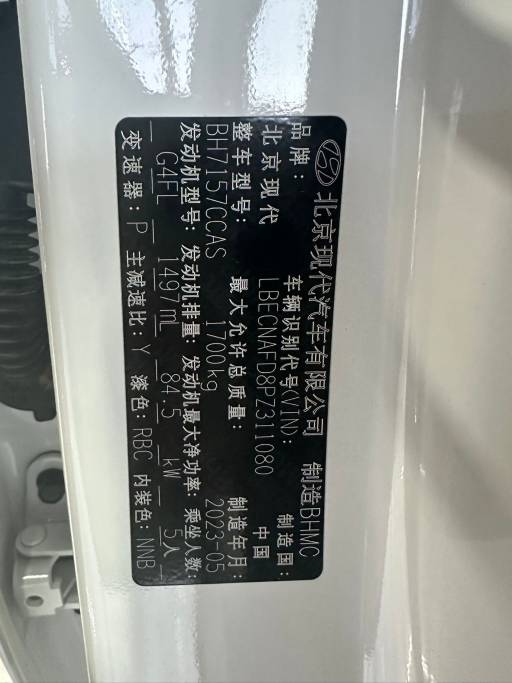 北京现代汽车有限公司 制造BHMC
品牌: 车辆识别代号(VIN): 制造国:
北京现代 LBECNAFD8PZ311080 中国
整车型号: 最大允许总质量: 制造年月:
BH7157CCAS 1700kg 2023-05
发动机型号: 发动机排量: 发动机最大净功率: 乘坐人数:
G4FL 1497mL 84.5 kW 5人
变速器: P 主减速比: Y 漆色: RBC 内装色: NNB